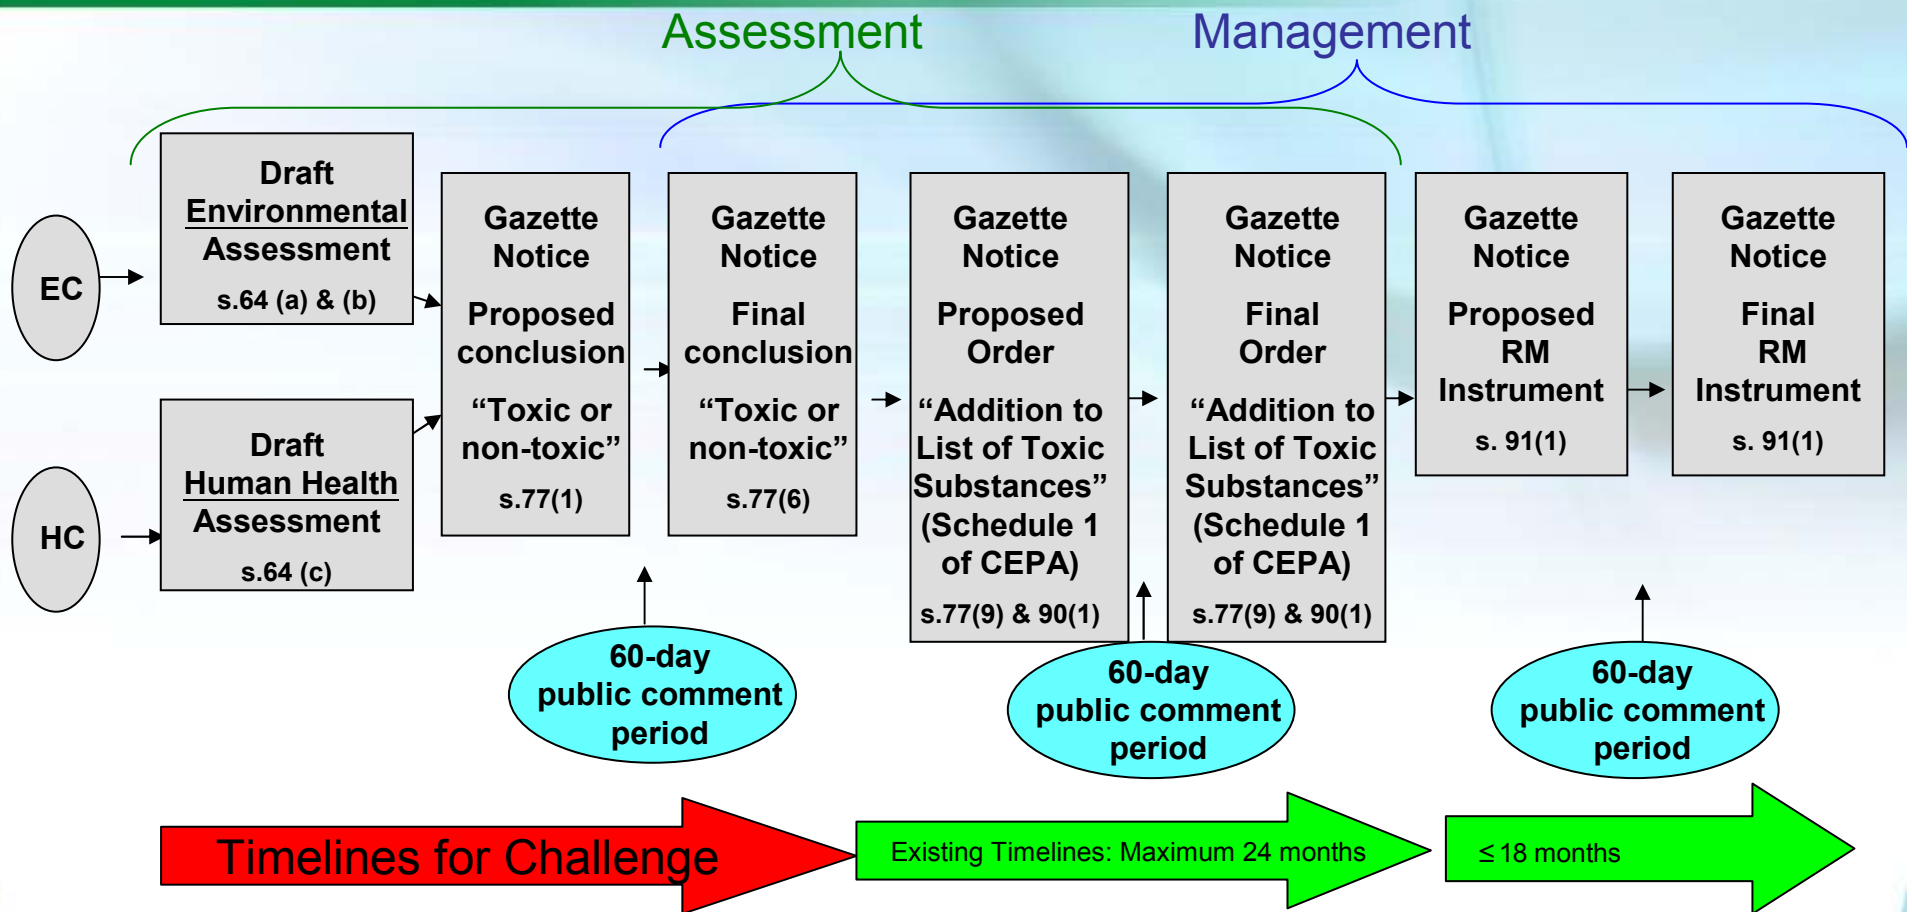 Assessment
Management
EC
HC
Draft
Environmental
Assessment
s.64 (a) & (b)
Draft
Human Health
Assessment
s.64 (c)
Gazette
Notice
Proposed
conclusion
“Toxic or
non-toxic”
s.77(1)
Gazette
Notice
Final
conclusion
“Toxic or
non-toxic”
s.77(6)
Gazette
Notice
Proposed
Order
“Addition to
List of Toxic
Substances”
(Schedule 1
of CEPA)
s.77(9) & 90(1)
Gazette
Notice
Final
Order
“Addition to
List of Toxic
Substances”
(Schedule 1
of CEPA)
s.77(9) & 90(1)
Gazette
Notice
Proposed
RM
Instrument
s. 91(1)
Gazette
Notice
Final
RM
Instrument
s. 91(1)
60-day
public comment
period
60-day
public comment
period
60-day
public comment
period
Timelines for Challenge
Existing Timelines: Maximum 24 months
≤ 18 months